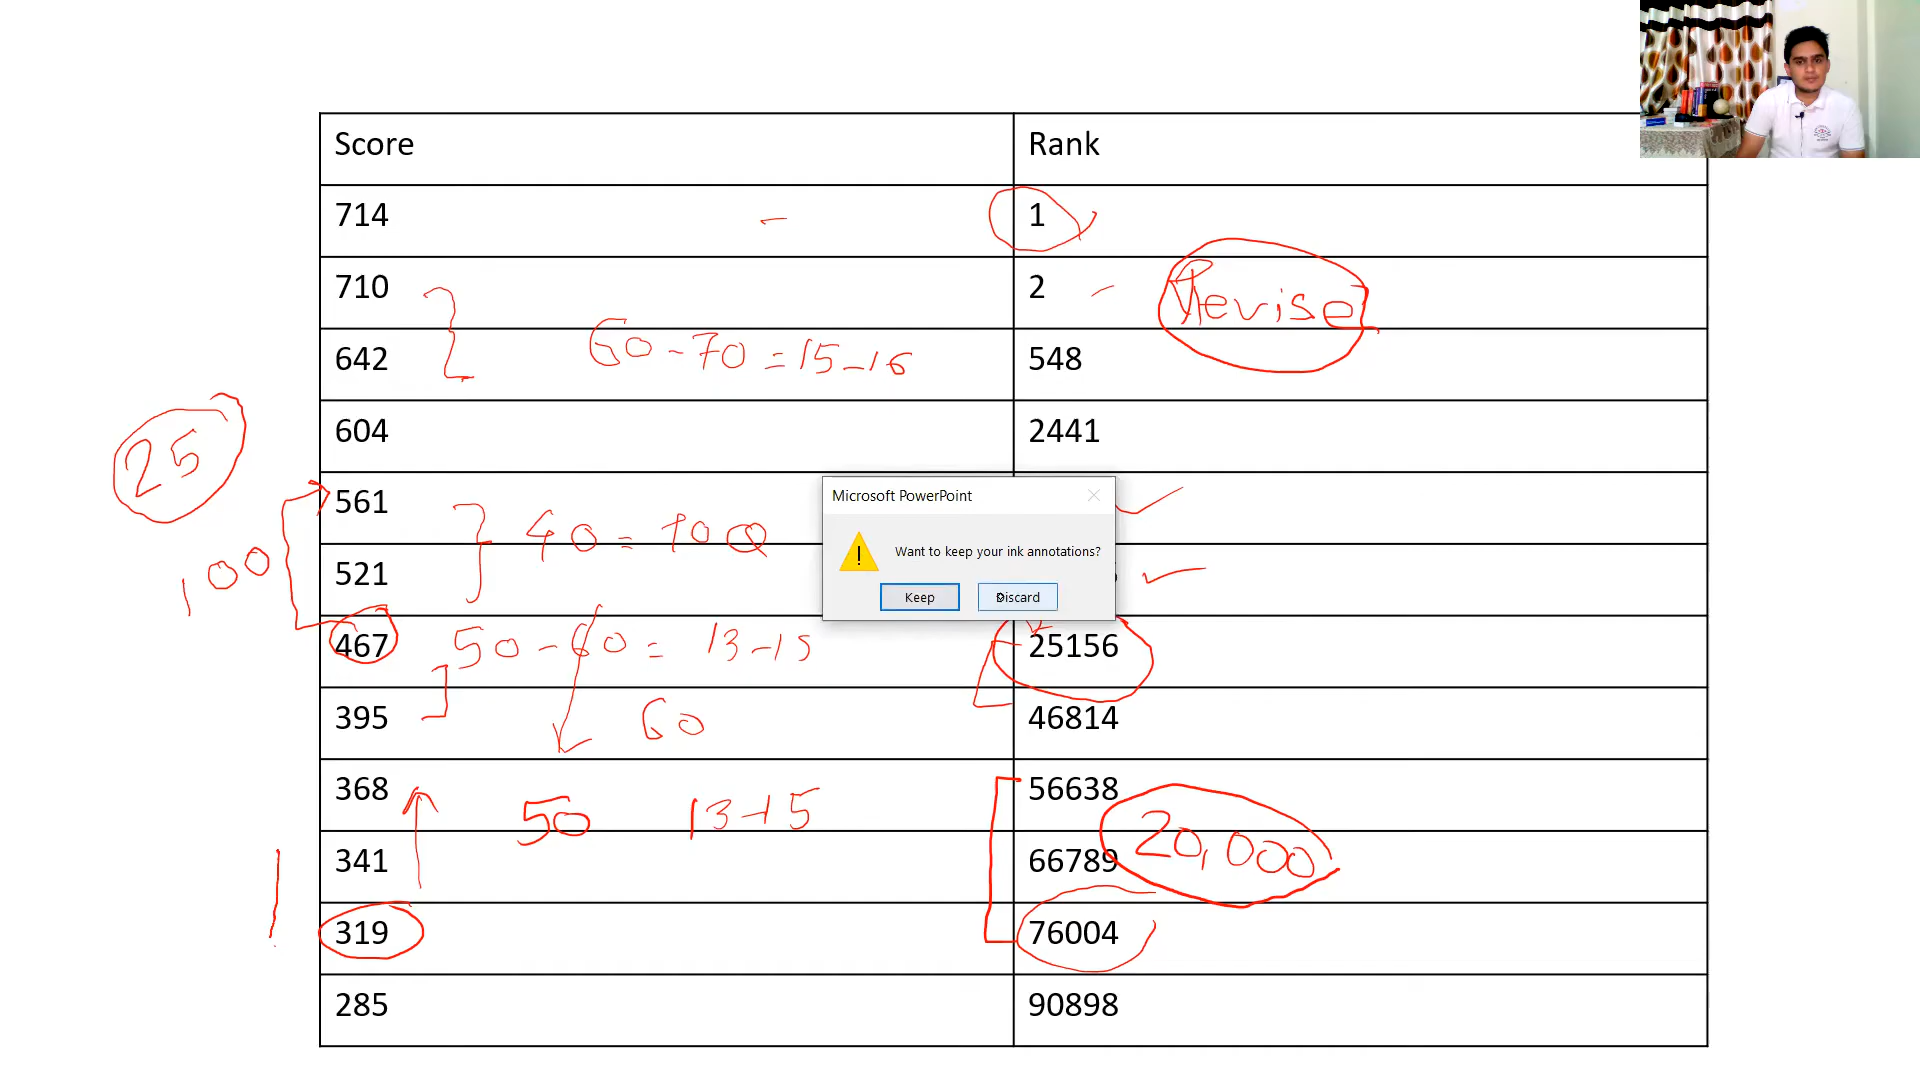 Score Rank
714 - 1
710 2 - Revise
642 60-70=15-16 548
604 2441
25
561 40=100
100
521
Microsoft PowerPoint
Want to keep your ink annotations?
Keep Discard
467 50-60=13-15 25156
395 60 46814
368 50 13-15 56638
20,000
341 66789
319 76004
285 90898